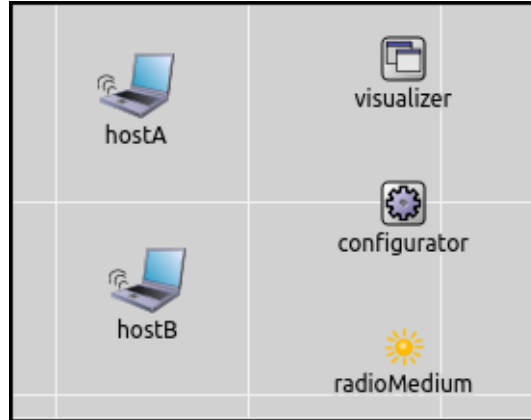 hostA
visualizer
configurator
hostB
radioMedium